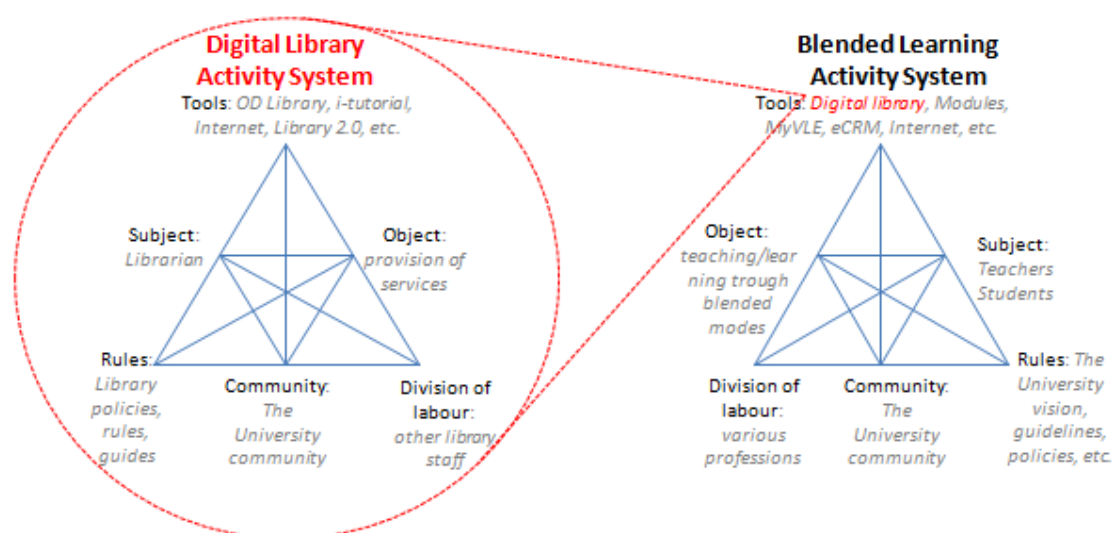 Digital Library
Activity System
Tools: OD Library, i-tutorial,
Internet, Library 2.0, etc.
Subject:
Librarian
Object:
provision of
services
Rules:
Library
policies,
rules,
guides
Community:
The
University
community
Division of
labour:
other library
staff
Blended Learning
Activity System
Tools: Digital library, Modules,
MyVLE, eCRM, Internet, etc.
Object:
teaching/lear
ning trough
blended
modes
Subject:
Teachers
Students
Division of
labour:
various
professions
Community:
The
University
community
Rules: The
University
vision,
guidelines,
policies, etc.